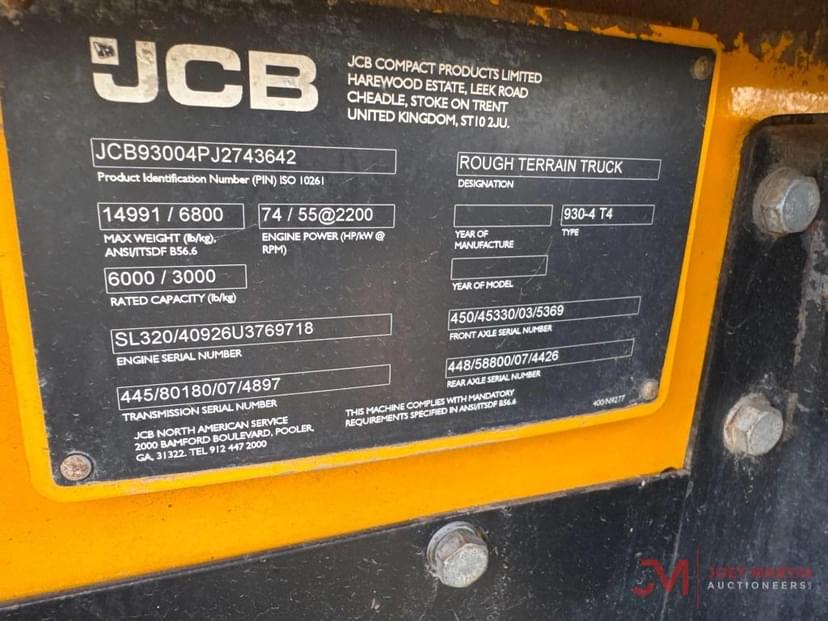 JCB
JCB COMPACT PRODUCTS LIMITED
HAREWOOD ESTATE, LEEK ROAD
CHEADLE, STOKE ON TRENT
UNITED KINGDOM, ST10 2JU.
JCB93004PJ2743642
Product Identification Number (PIN) ISO 10261
ROUGH TERRAIN TRUCK
DESIGNATION
14991 / 6800
MAX WEIGHT (lb/kg),
ANSI/ITSDF B56.6
74 / 55@2200
ENGINE POWER (HP/kW @
RPM)
YEAR OF
MANUFACTURE
930-4 T4
TYPE
6000 / 3000
RATED CAPACITY (lb/kg)
YEAR OF MODEL
SL320/40926U3769718
ENGINE SERIAL NUMBER
450/45330/03/5369
FRONT AXLE SERIAL NUMBER
445/80180/07/4897
TRANSMISSION SERIAL NUMBER
448/58800/07/4426
REAR AXLE SERIAL NUMBER
JCB NORTH AMERICAN SERVICE
2000 BAMFORD BOULEVARD, POOLER,
GA, 31322. TEL 912 447 2000
THIS MACHINE COMPLIES WITH MANDATORY
REQUIREMENTS SPECIFIED IN ANSI/ITSDF B56.6
400/N9277
JM
JOEY MARTIN
AUCTIONEERS